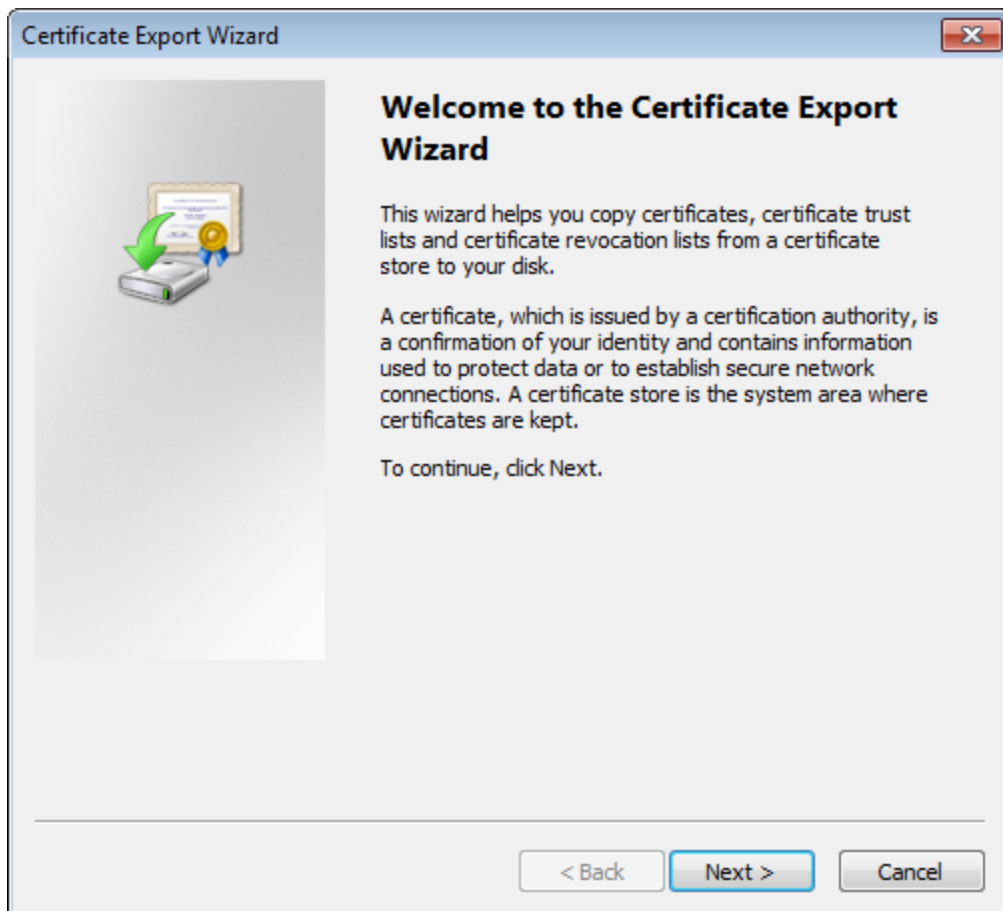 Certificate Export Wizard
Welcome to the Certificate Export
Wizard
This wizard helps you copy certificates, certificate trust
lists and certificate revocation lists from a certificate
store to your disk.
A certificate, which is issued by a certification authority, is
a confirmation of your identity and contains information
used to protect data or to establish secure network
connections. A certificate store is the system area where
certificates are kept.
To continue, click Next.
< Back
Next >
Cancel